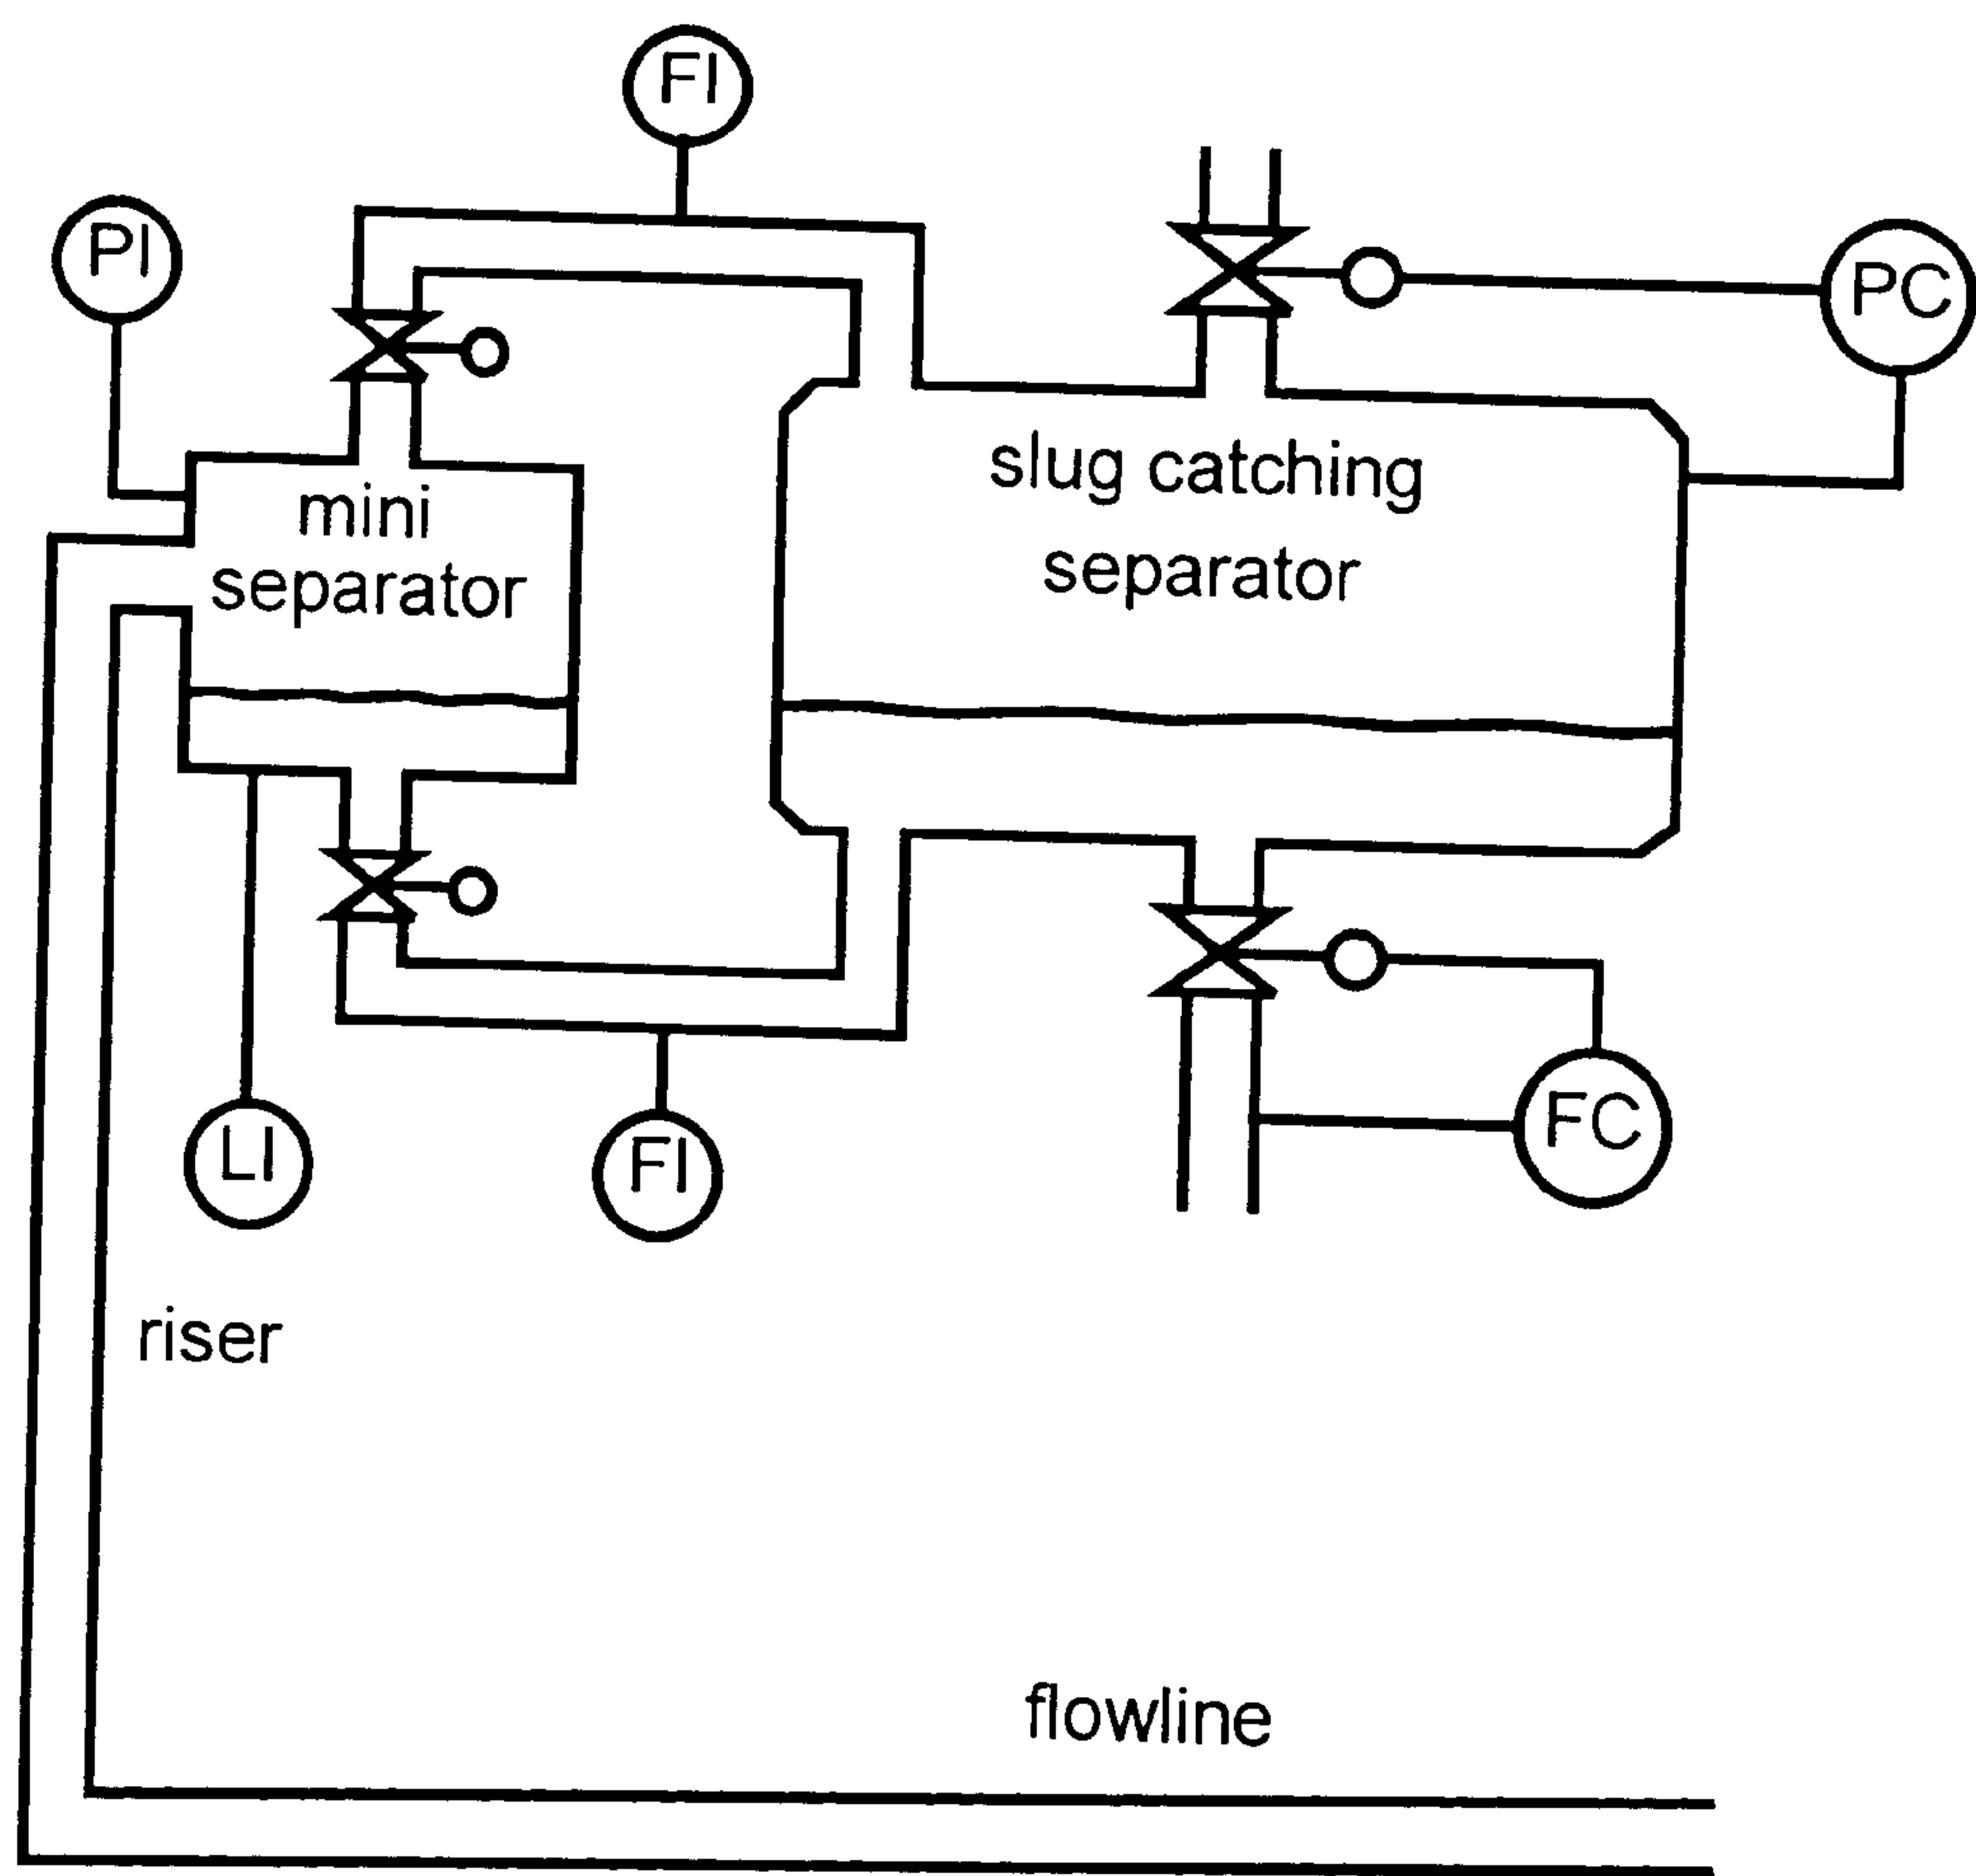 FI
PI
PC
slug catching
separator
mini
separator
LI
FI
FC
riser
flowline